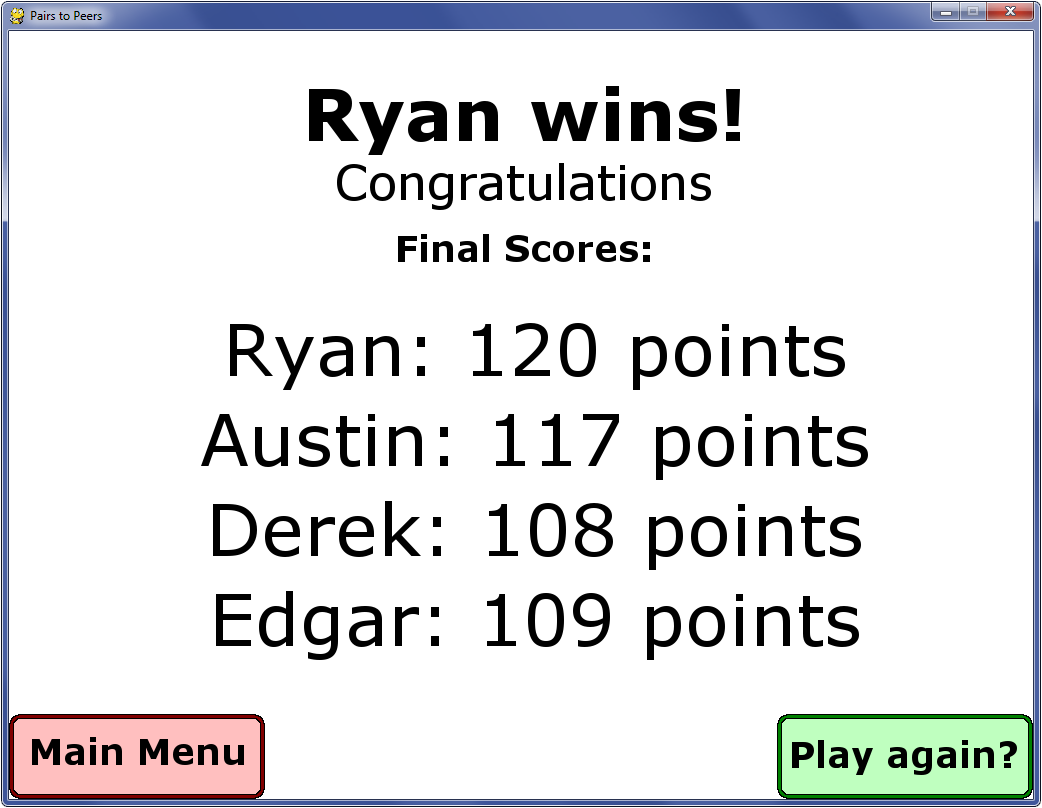 Pairs to Peers
Ryan wins!
Congratulations
Final Scores:
Ryan: 120 points
Austin: 117 points
Derek: 108 points
Edgar: 109 points
Main Menu
Play again?